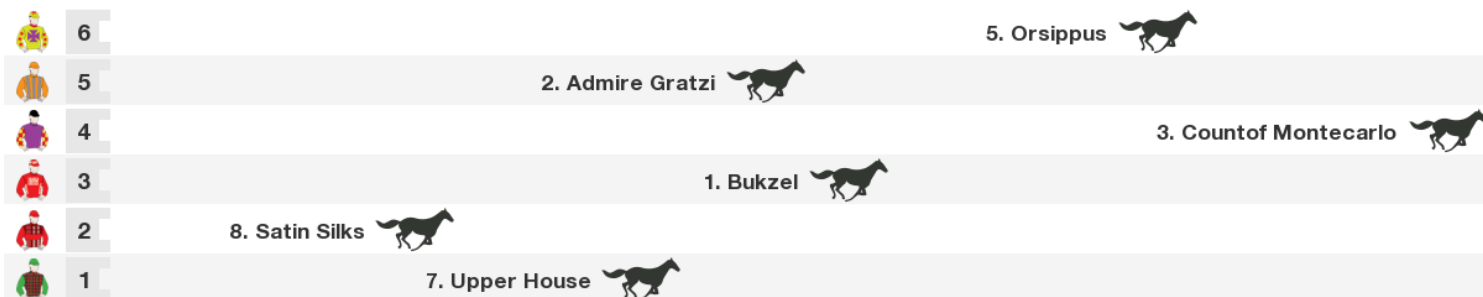 6 5. Orsippus
5 2. Admire Gratzi
4 3. Countof Montecarlo
3 1. Bukzel
2 8. Satin Silks
1 7. Upper House